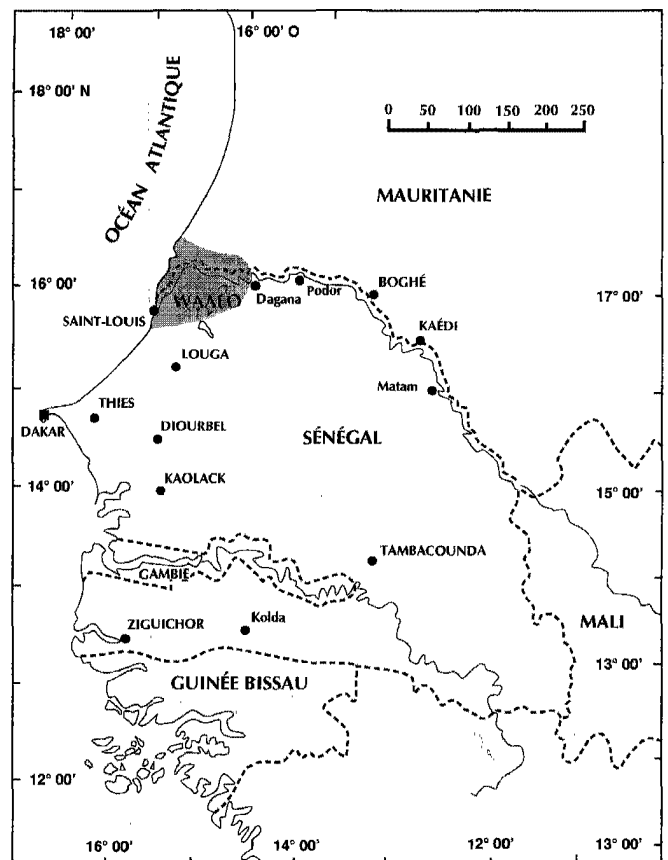 18° 00'
16° 00' O
18° 00' N
OCÉAN ATLANTIQUE
0 50 100 150 200 250
MAURITANIE
16° 00'
WAALO
Dagana
Podor
BOGHÉ
17° 00'
SAINT-LOUIS
KAÉDI
LOUGA
Matam
THIES
DAKAR
DIOURBEL
SÉNÉGAL
KAOLACK
14° 00'
15° 00'
TAMBACOUNDA
GAMBIE
MALI
ZIGUICHOR
Kolda
13° 00'
GUINÉE BISSAU
12° 00'
16° 00'
14° 00'
12° 00'
13° 00'